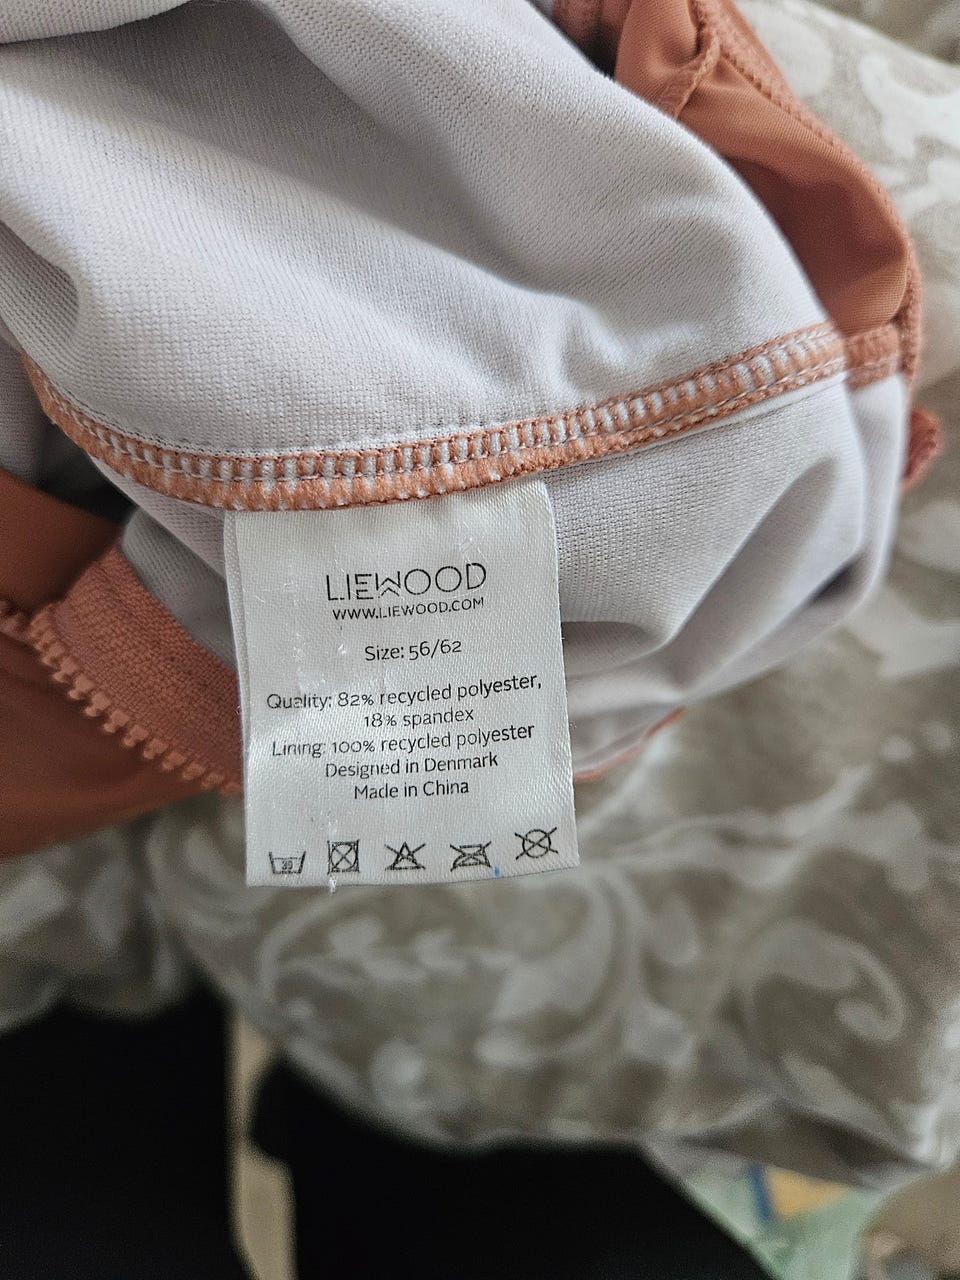 LIEWOOD
WWW.LIEWOOD.COM
Size: 56/62
Quality: 82% recycled polyester,
18% spandex
Lining: 100% recycled polyester
Designed in Denmark
Made in China
30